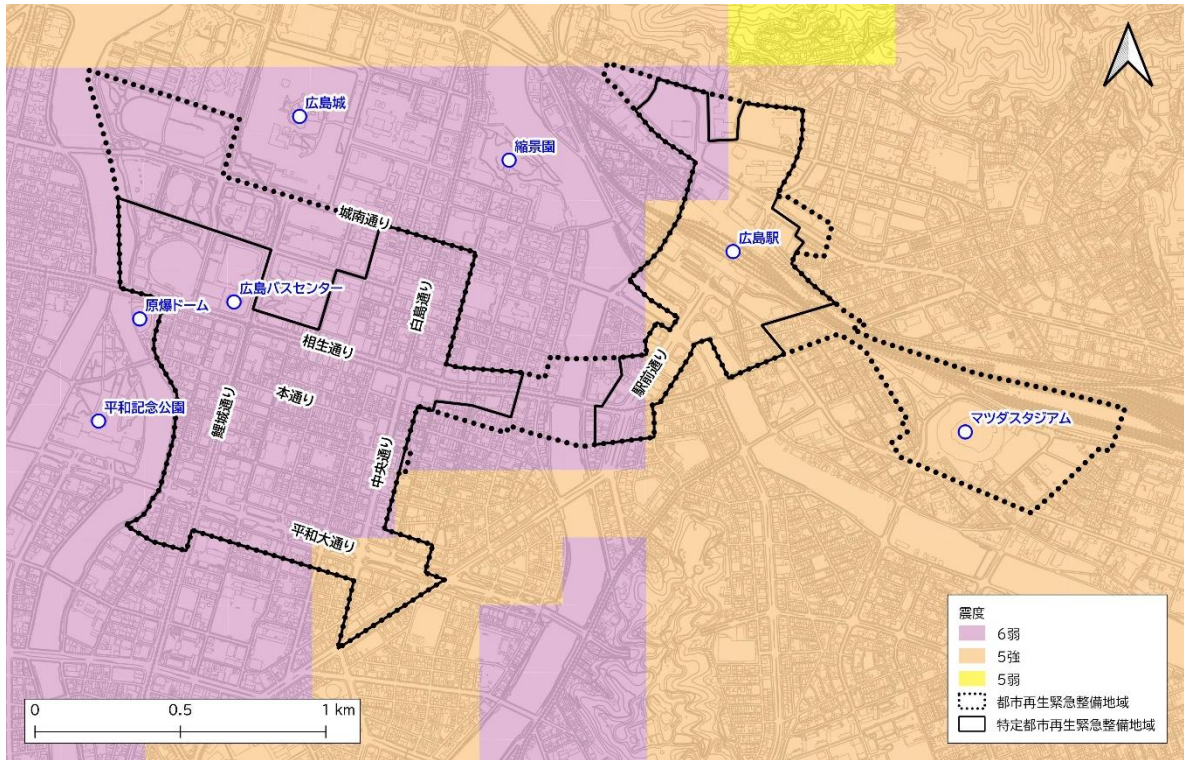 広島城
縮景園
城南通り
広島駅
白島通り
広島バスセンター
原爆ドーム
相生通り
駅前通り
本通り
鯉城通り
平和記念公園
マツダスタジアム
中央通り
平和大通り
震度
6弱
5強
5弱
都市再生緊急整備地域
特定都市再生緊急整備地域
0 0.5 1 km